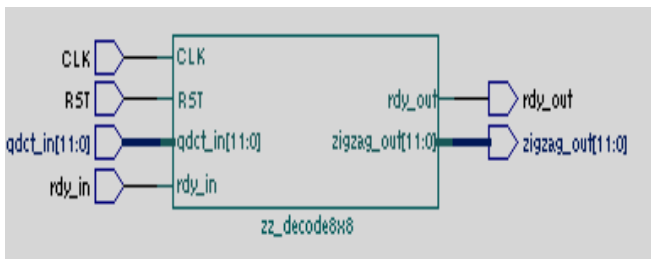 CLK
CLK
RST
RST
rdy_out
rdy_out
qdct_in[11:0]
qdct_in[11:0]
zigzag_out[11:0]
zigzag_out[11:0]
rdy_in
rdy_in
zz_decode8x8